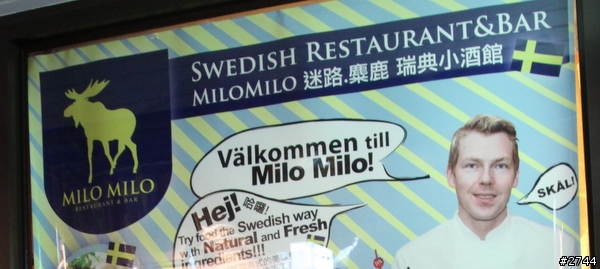 SWEDISH RESTAURANT&BAR
MILOMILO 迷路.麋鹿 瑞典小酒館
MILO MILO
RESTAURANT & BAR
Välkommen till
Milo Milo!
Hej! 哈囉!
Try food the Swedish way
with Natural and Fresh
ingredients!!!
SKÅL!
#2744